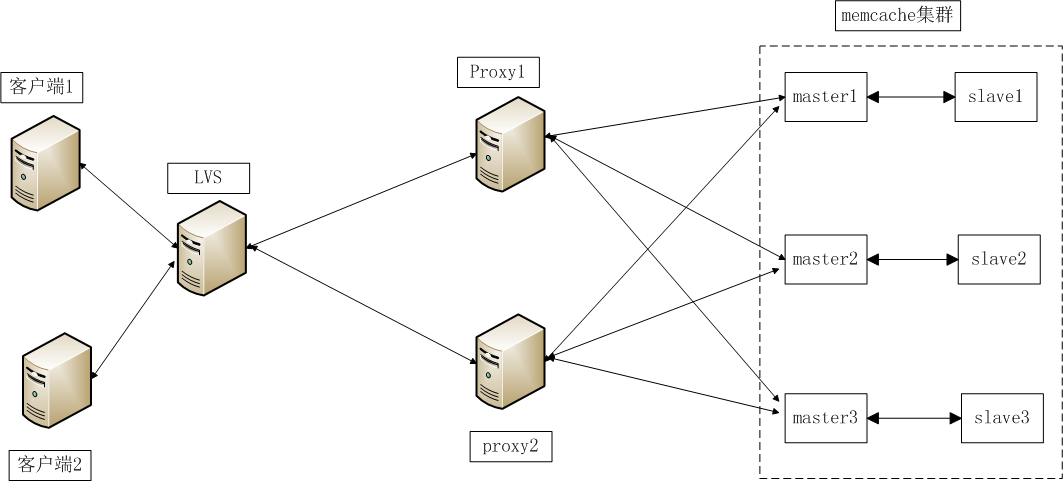 memcache集群
客户端1
Proxy1
master1
slave1
LVS
master2
slave2
master3
slave3
proxy2
客户端2